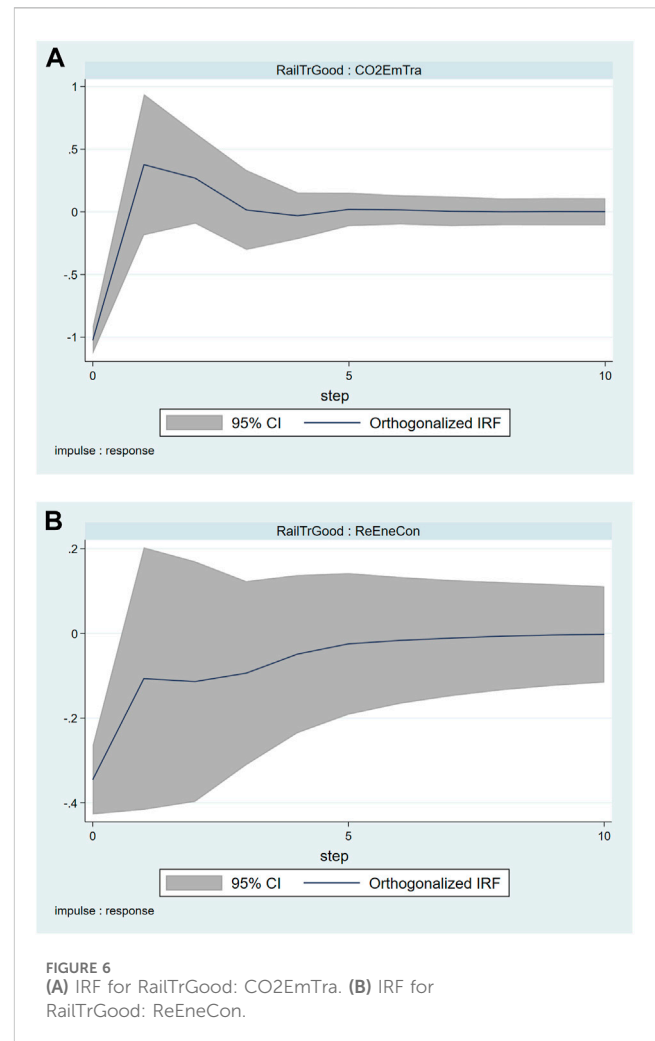 A
RailTrGood : CO2EmTra
1
.5
0
-.5
-1
0 5 10
step
95% CI Orthogonalized IRF
impulse : response
B
RailTrGood : ReEneCon
.2
0
-.2
-.4
0 5 10
step
95% CI Orthogonalized IRF
impulse : response
FIGURE 6
(A) IRF for RailTrGood: CO2EmTra. (B) IRF for
RailTrGood: ReEneCon.